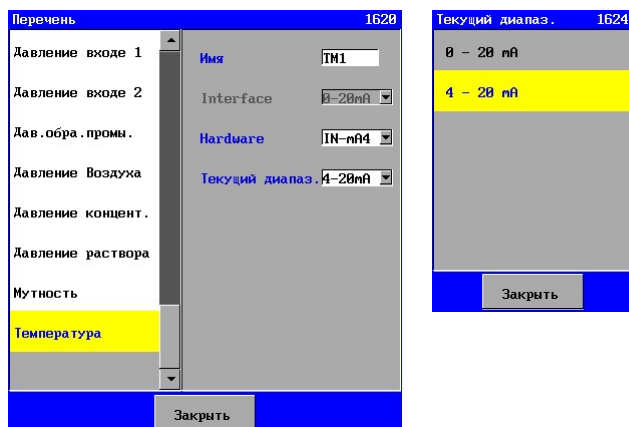 Перечень 1620
Давление входе 1
Давление входе 2
Дав.обра.промы.
Давление Воздуха
Давление концент.
Давление раствора
Мутность
Температура
Имя TM1
Interface 0-20mA
Hardware IN-mA4
Текущий диапаз. 4-20mA
Закрыть
Текущий диапаз. 1624
0 - 20 mA
4 - 20 mA
Закрыть